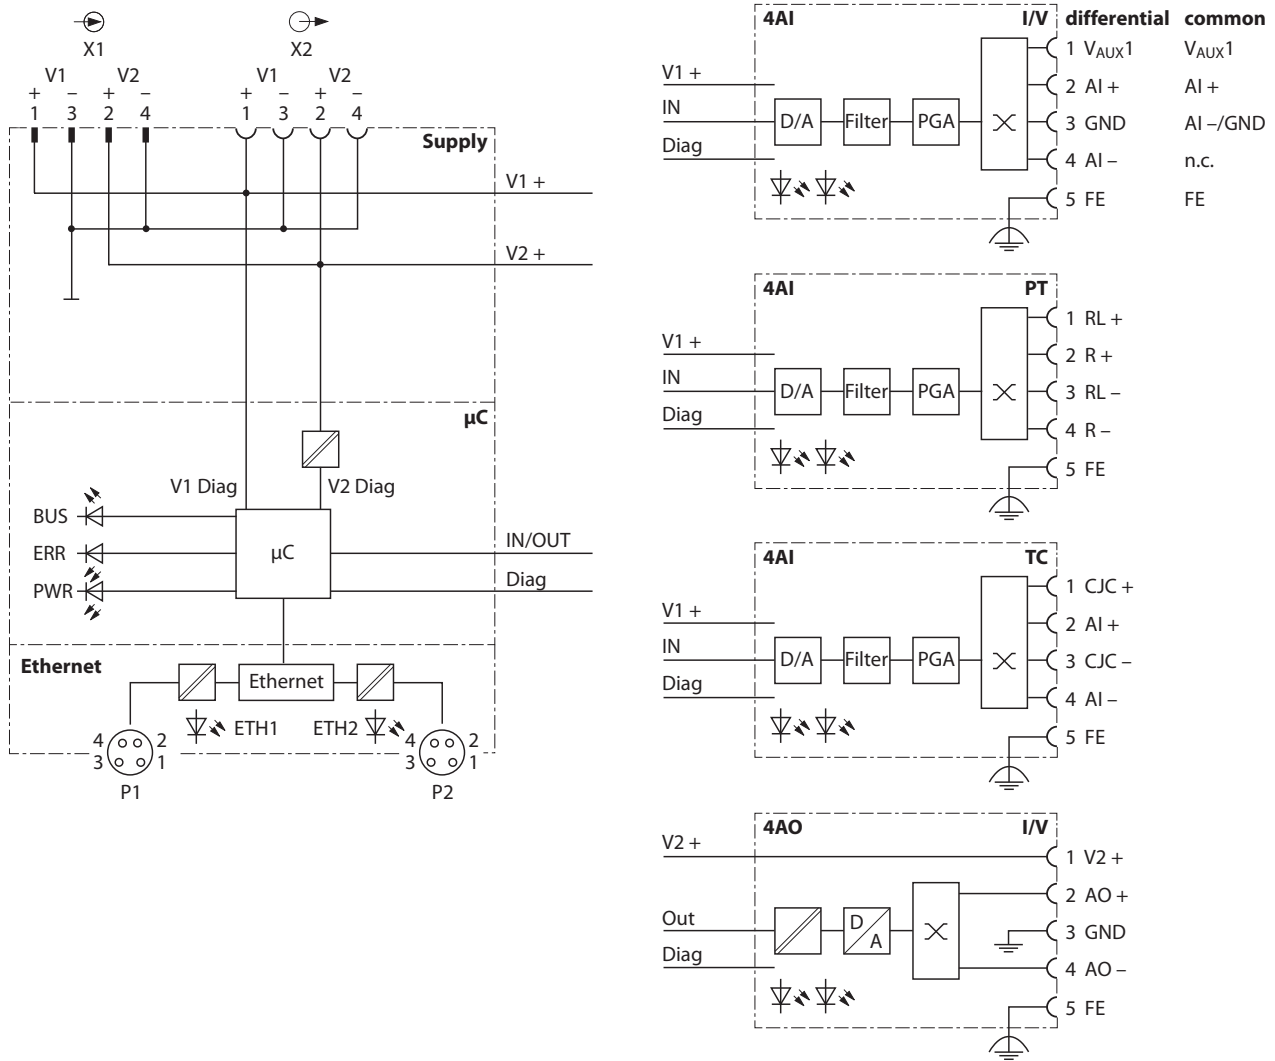 X1 X2
V1 V2 V1 V2
+ – + – + – + –
1 3 2 4 1 3 2 4
Supply
V1 +
V2 +
µC
V1 Diag V2 Diag
BUS
ERR
PWR
µC
IN/OUT
Diag
Ethernet
Ethernet
ETH1 ETH2
4 2
3 1
P1
4 2
3 1
P2
4AI I/V differential common
V1 +
IN
Diag
D/A Filter PGA
1 VAUX1 VAUX1
2 AI + AI +
3 GND AI –/GND
4 AI – n.c.
5 FE FE
4AI PT
V1 +
IN
Diag
D/A Filter PGA
1 RL +
2 R +
3 RL –
4 R –
5 FE
4AI TC
V1 +
IN
Diag
D/A Filter PGA
1 CJC +
2 AI +
3 CJC –
4 AI –
5 FE
4AO I/V
V2 +
Out
Diag
D
A
1 V2 +
2 AO +
3 GND
4 AO –
5 FE